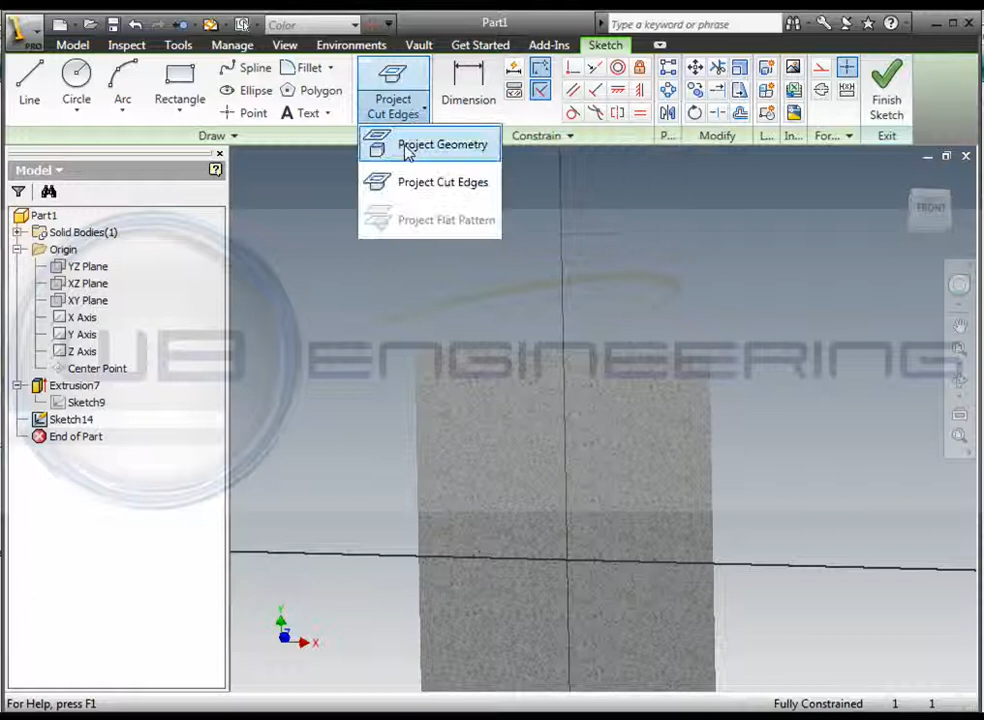 PRO
Color
Part1
Type a keyword or phrase
Model
Inspect
Tools
Manage
View
Environments
Vault
Get Started
Add-Ins
Sketch
Line
Circle
Arc
Rectangle
Spline
Ellipse
Point
Fillet
Polygon
Text
Project
Cut Edges
Dimension
Finish
Sketch
Draw
Constrain
P...
Modify
L...
In...
For...
Exit
Project Geometry
Project Cut Edges
Project Flat Pattern
Model
Part1
Solid Bodies(1)
Origin
YZ Plane
XZ Plane
XY Plane
X Axis
Y Axis
Z Axis
Center Point
Extrusion7
Sketch9
Sketch14
End of Part
FRONT
ENGINEERING
Y
Z
X
For Help, press F1
Fully Constrained
1
1